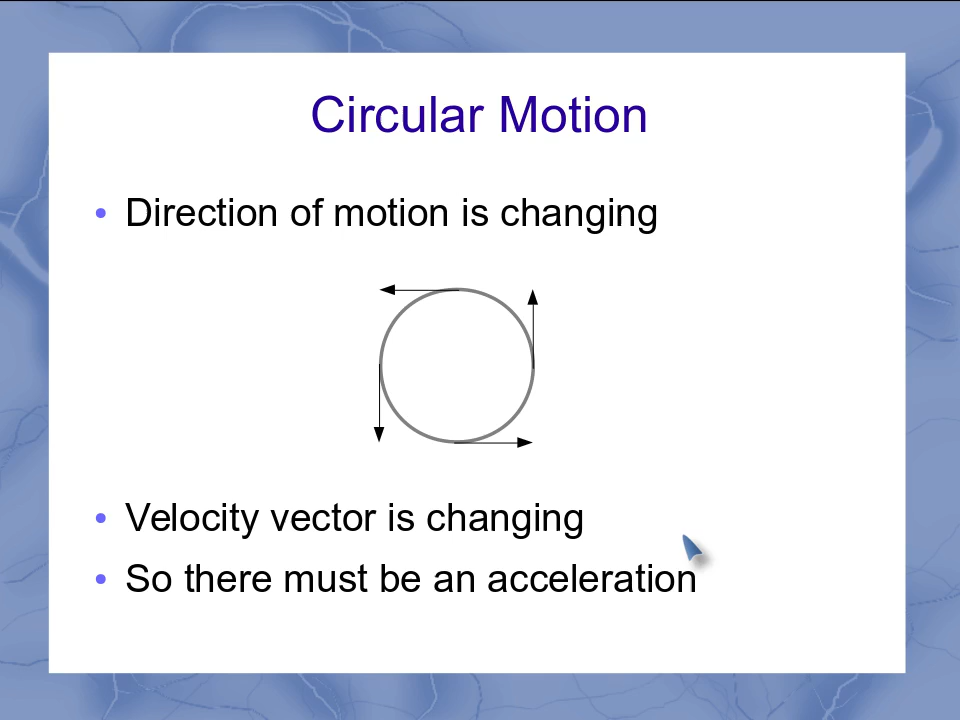 Circular Motion
• Direction of motion is changing
• Velocity vector is changing
• So there must be an acceleration